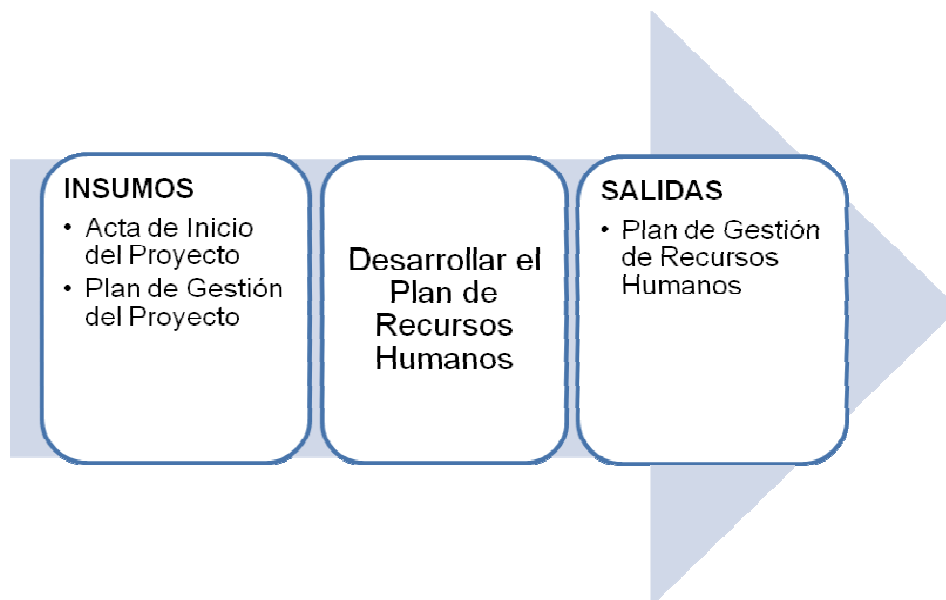 INSUMOS
• Acta de Inicio
del Proyecto
• Plan de Gestión
del Proyecto
Desarrollar el
Plan de
Recursos
Humanos
SALIDAS
• Plan de Gestión
de Recursos
Humanos